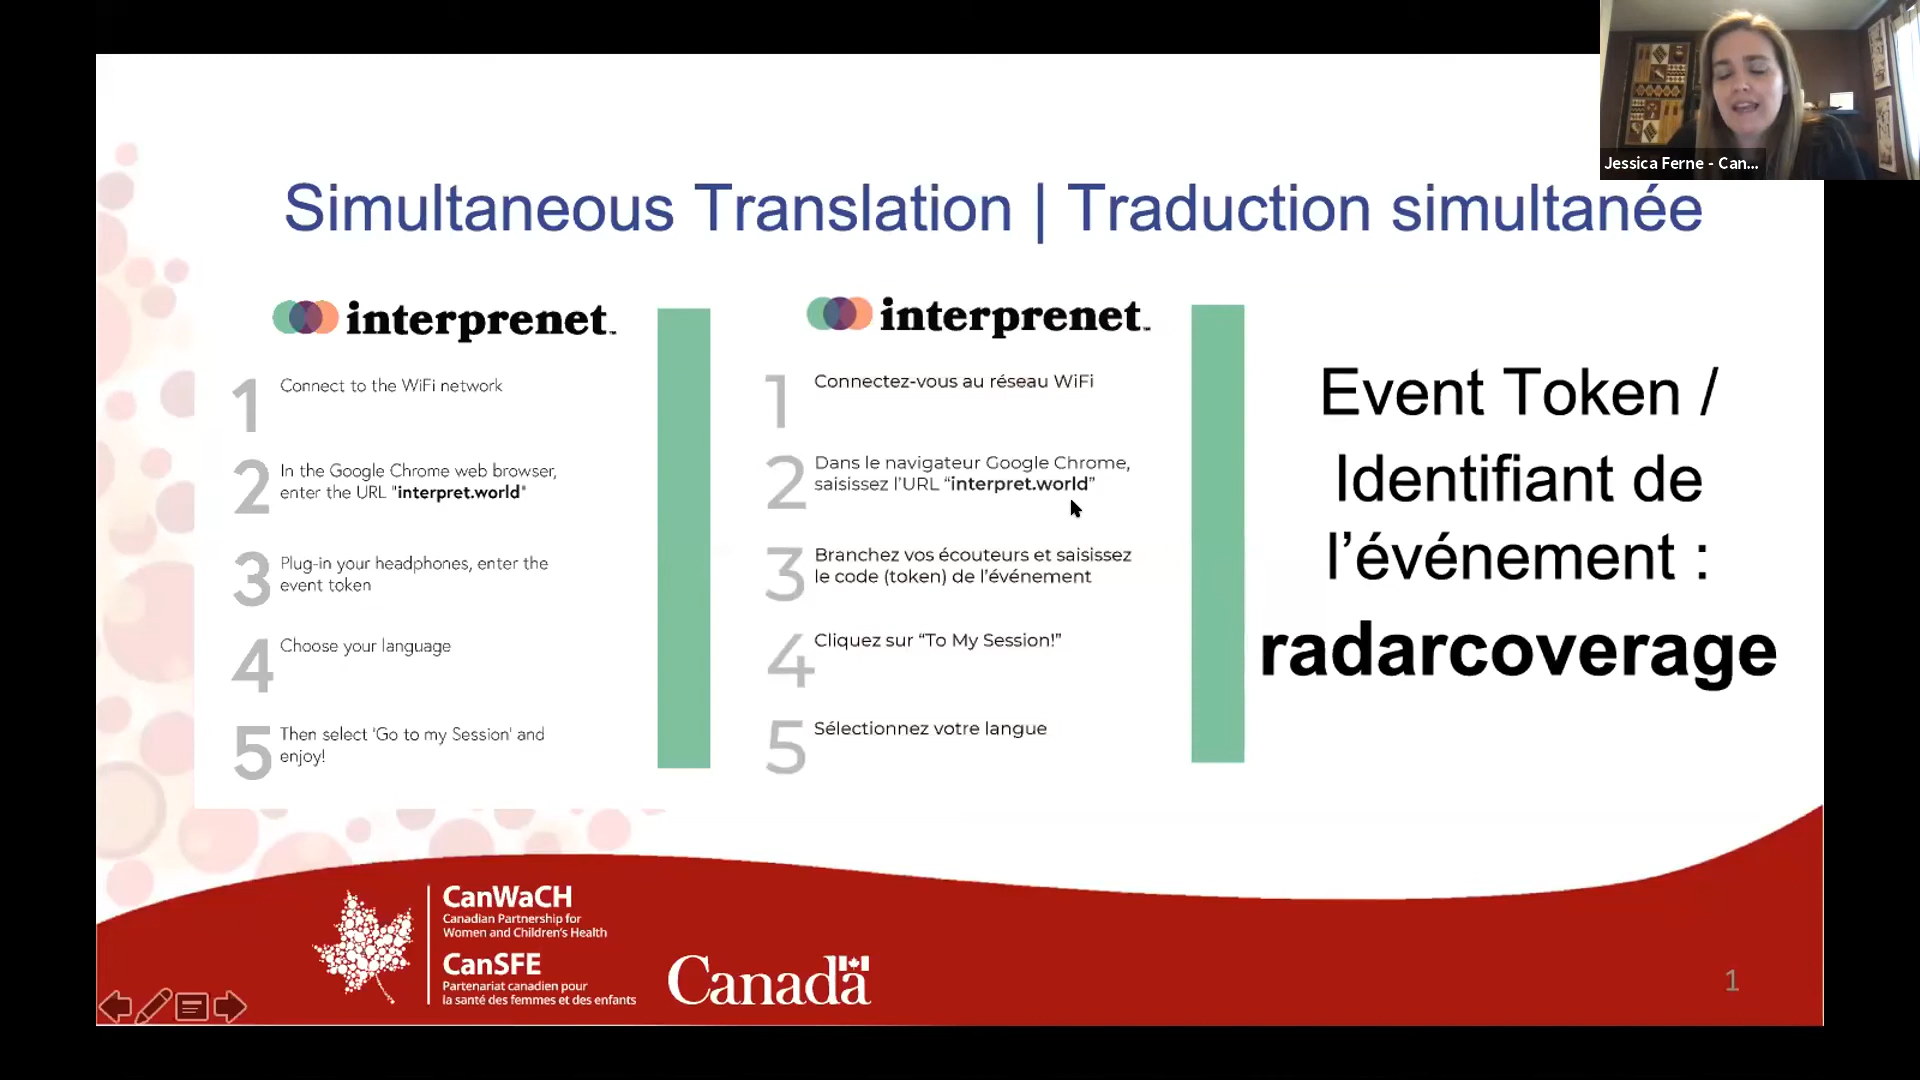 Jessica Ferne - Can...
Simultaneous Translation | Traduction simultanée
interprenet™
1 Connect to the WiFi network
2 In the Google Chrome web browser,
enter the URL "interpret.world"
3 Plug-in your headphones, enter the
event token
4 Choose your language
5 Then select 'Go to my Session' and
enjoy!
interprenet™
1 Connectez-vous au réseau WiFi
2 Dans le navigateur Google Chrome,
saisissez l’URL “interpret.world”
3 Branchez vos écouteurs et saisissez
le code (token) de l’événement
4 Cliquez sur “To My Session!”
5 Sélectionnez votre langue
Event Token /
Identifiant de
l’événement :
radarcoverage
CanWaCH
Canadian Partnership for
Women and Children’s Health
CanSFE
Partenariat canadien pour
la santé des femmes et des enfants
Canada
1